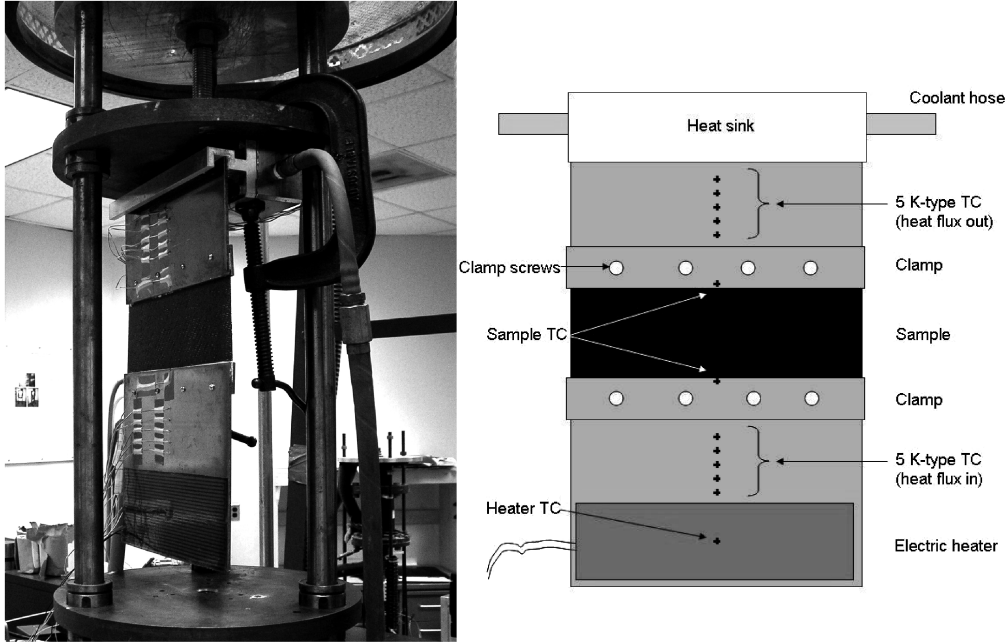 Coolant hose
Heat sink
5 K-type TC
(heat flux out)
Clamp screws
Clamp
Sample TC
Sample
Clamp
5 K-type TC
(heat flux in)
Heater TC
Electric heater